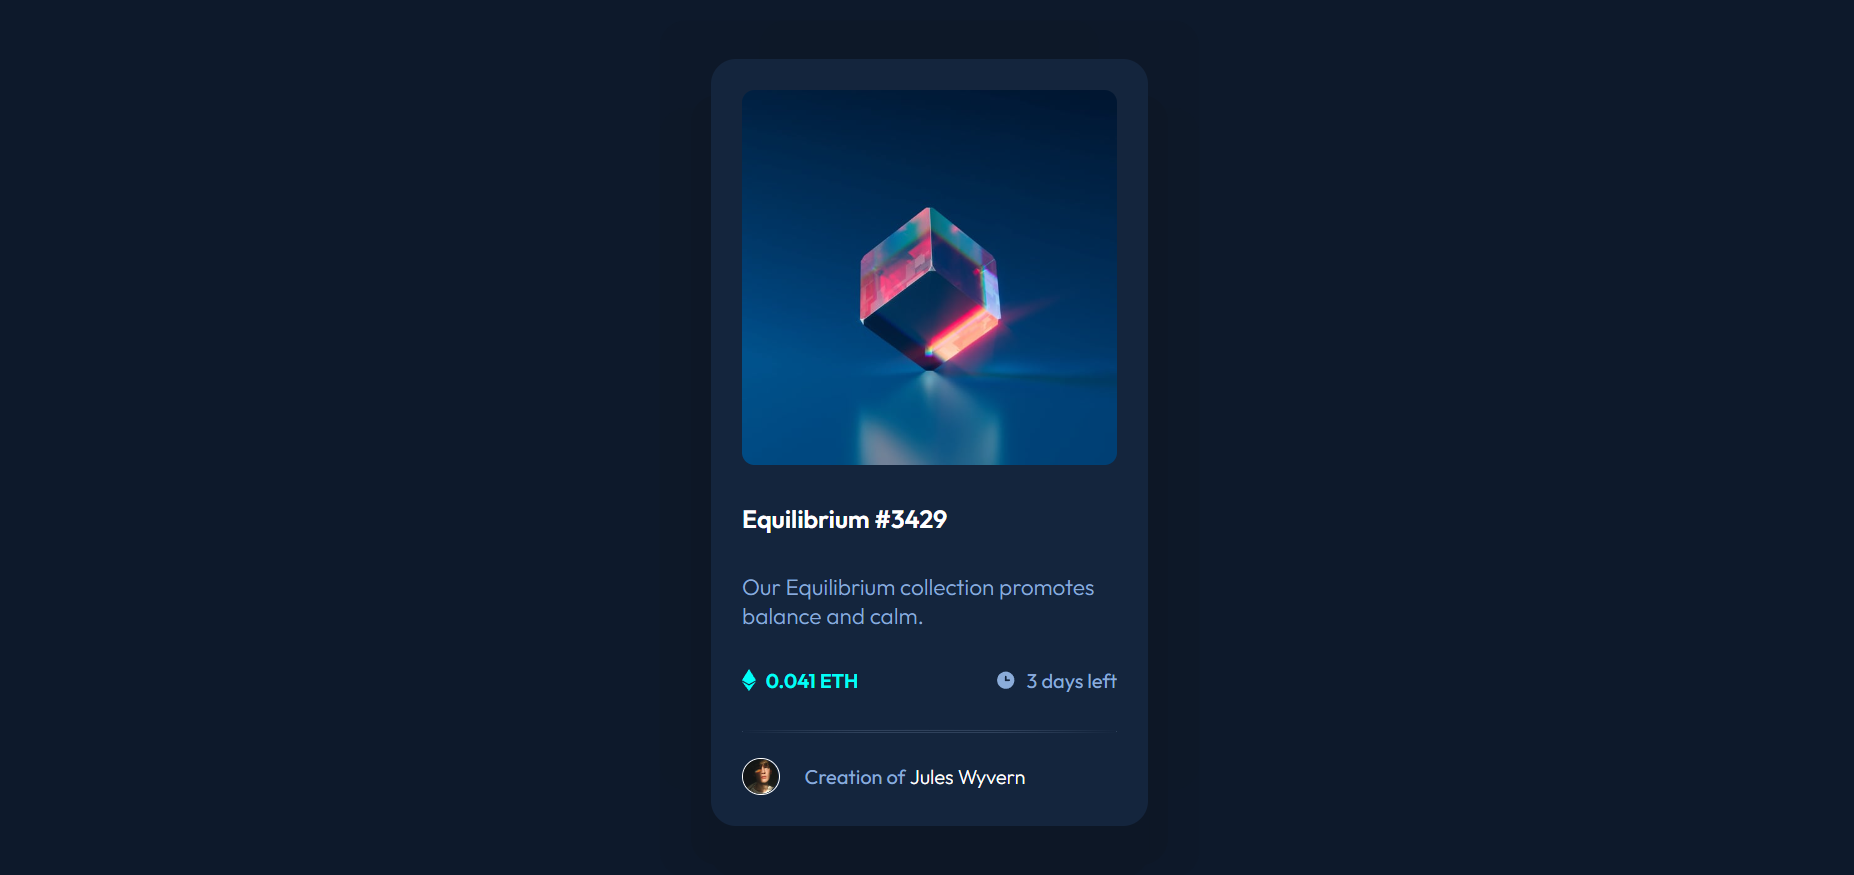 Equilibrium #3429
Our Equilibrium collection promotes
balance and calm.
0.041 ETH
3 days left
Creation of Jules Wyvern